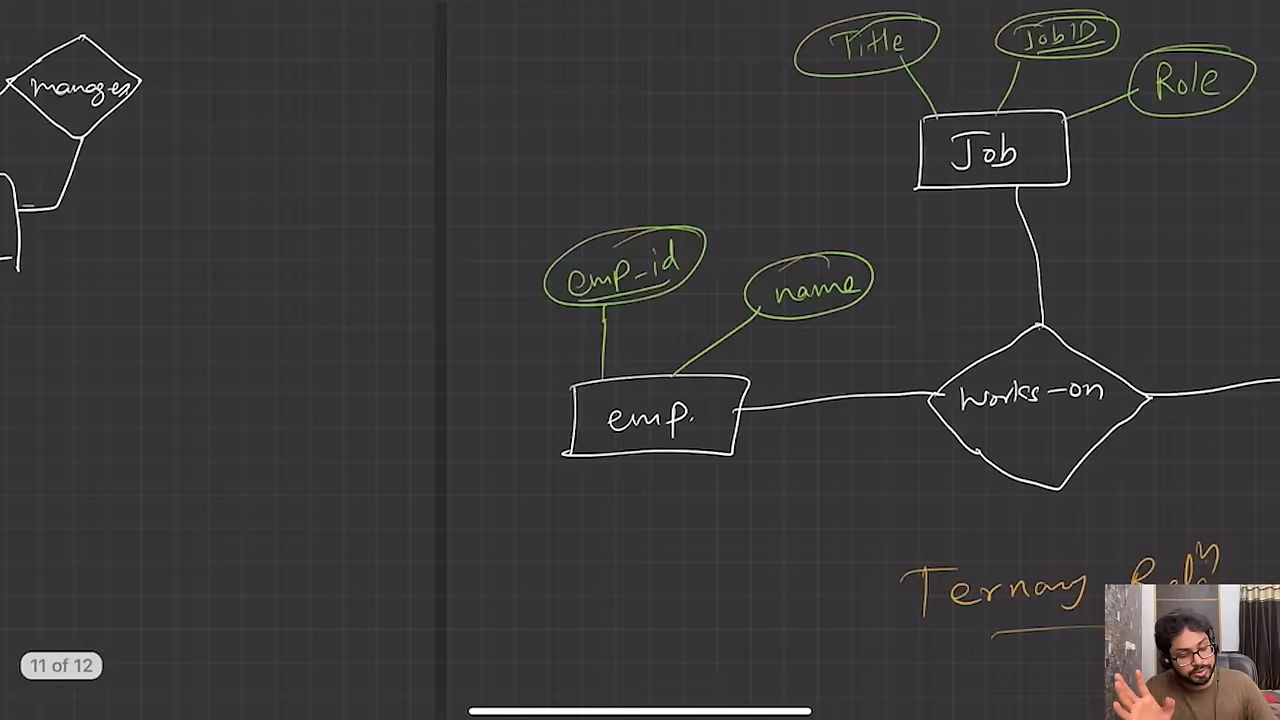 manages
Title
JobID
Role
Job
emp_id
name
emp.
works-on
Ternary
11 of 12